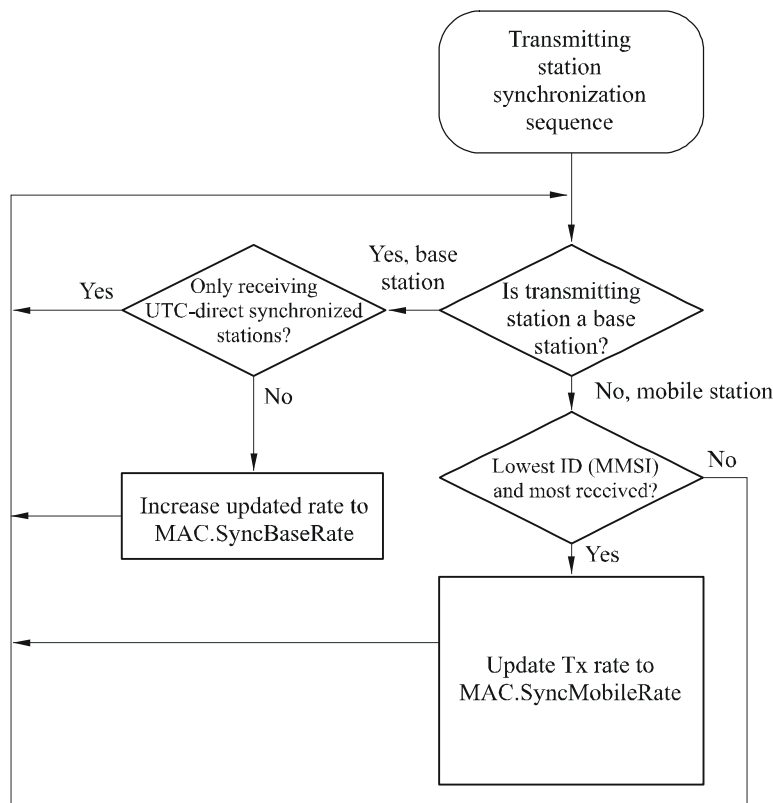 Transmitting
station
synchronization
sequence
Yes, base
station
Only receiving
UTC-direct synchronized
stations?
Yes
Is transmitting
station a base
station?
No
No, mobile station
Lowest ID (MMSI)
and most received?
No
Increase updated rate to
MAC.SyncBaseRate
Yes
Update Tx rate to
MAC.SyncMobileRate